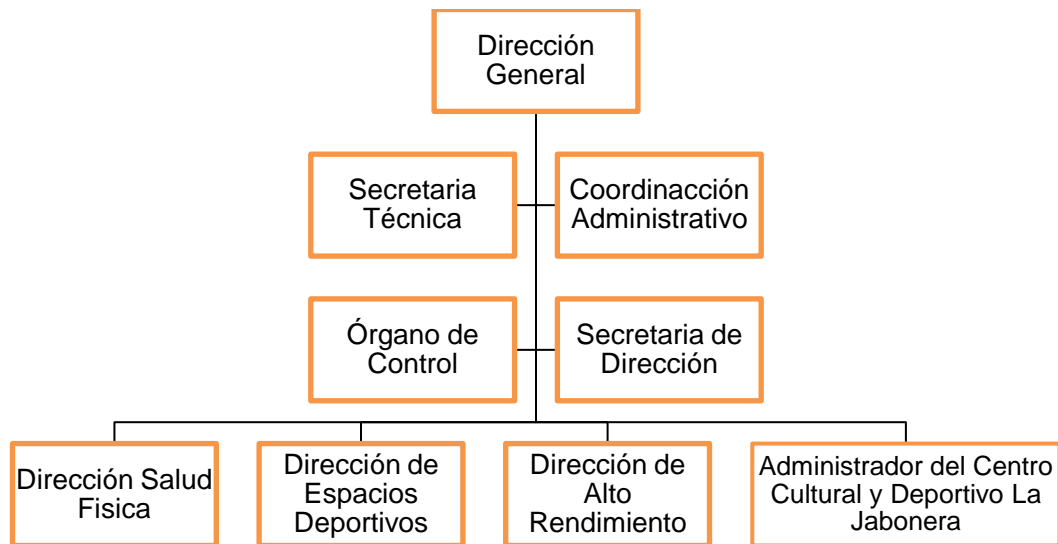 Dirección
General
Secretaria
Técnica
Coordinacción
Administrativo
Órgano de
Control
Secretaria de
Dirección
Dirección Salud
Fisica
Dirección de
Espacios
Deportivos
Dirección de
Alto
Rendimiento
Administrador del Centro
Cultural y Deportivo La
Jabonera